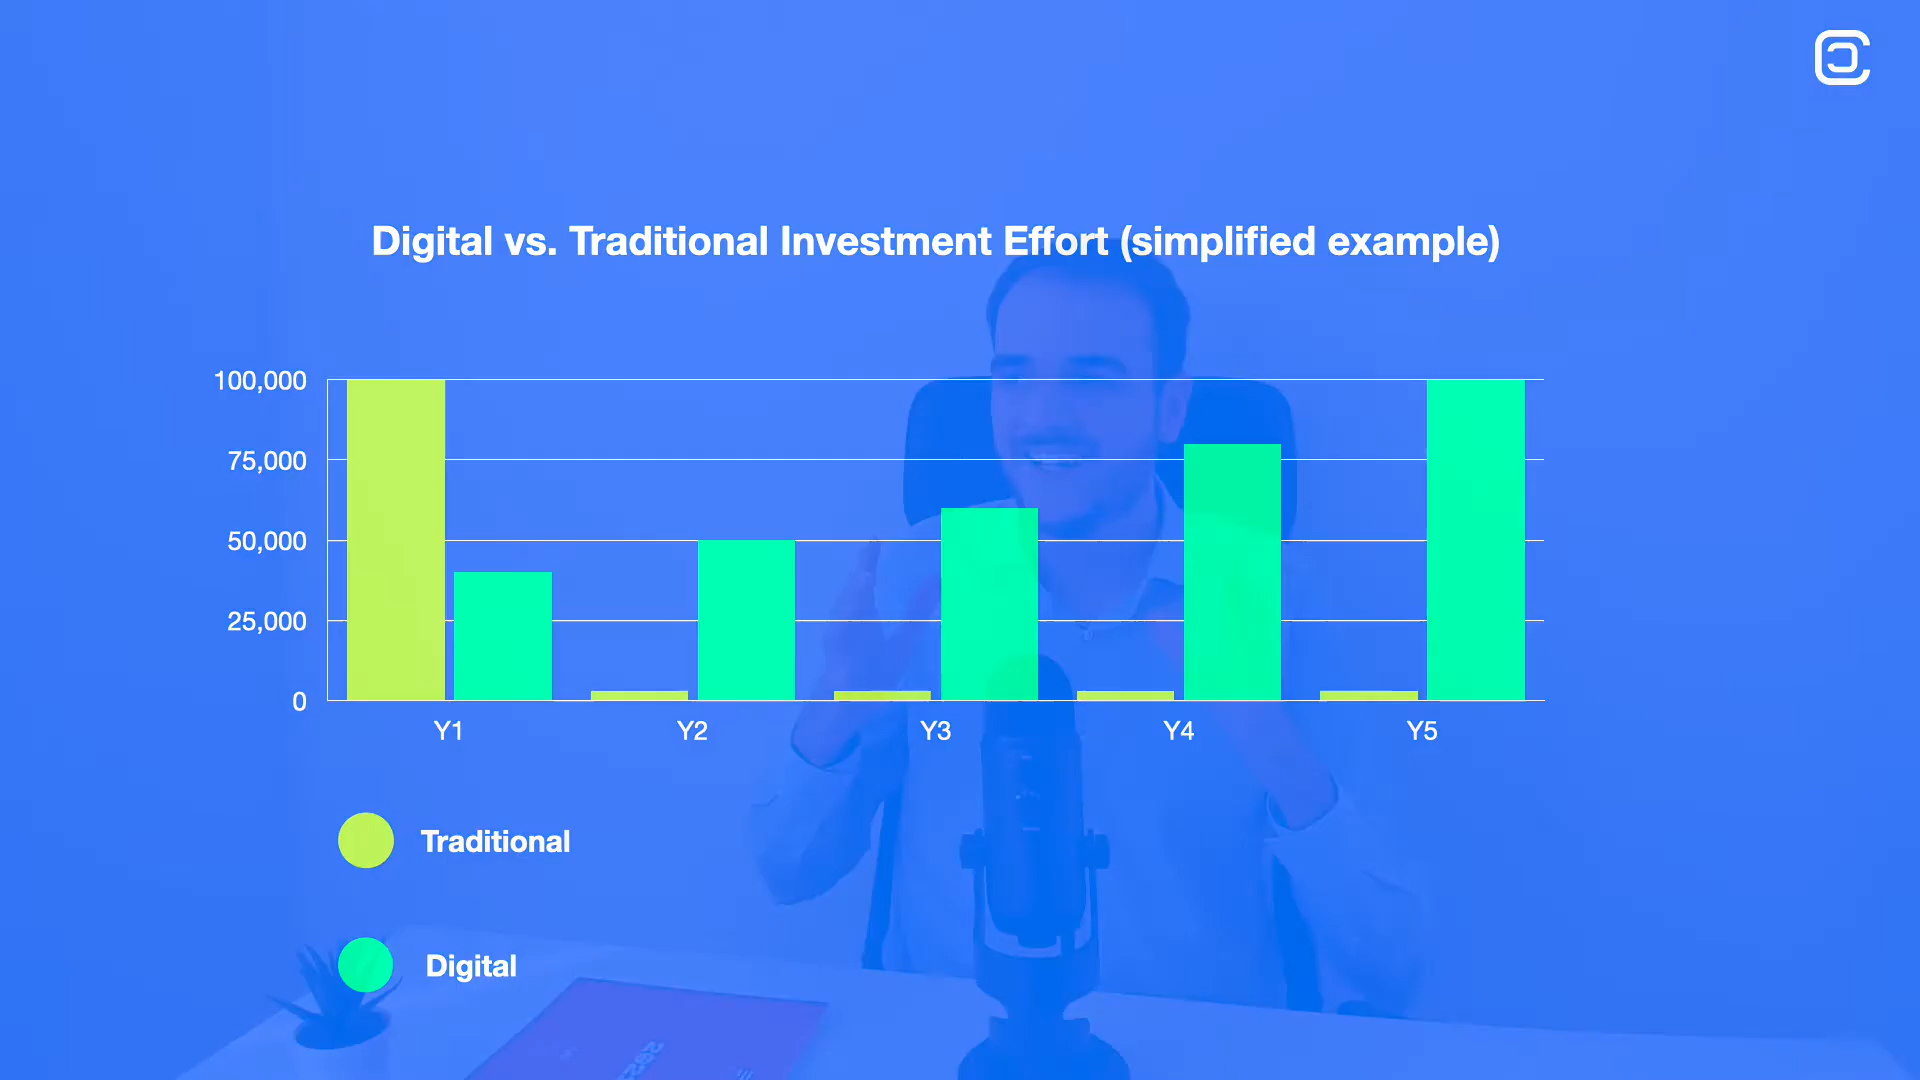 Digital vs. Traditional Investment Effort (simplified example)
100,000
75,000
50,000
25,000
0
Y1
Y2
Y3
Y4
Y5
Traditional
Digital